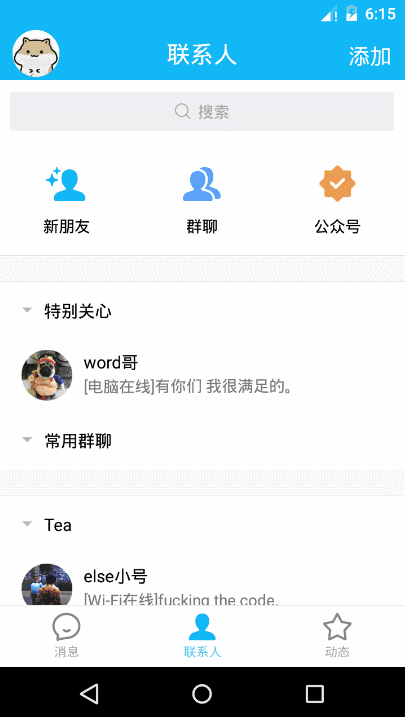 6:15
联系人
添加
搜索
新朋友
群聊
公众号
特别关心
word哥
[电脑在线]有你们 我很满足的。
常用群聊
Tea
else小号
[Wi-Fi在线]fucking the code.
消息
联系人
动态